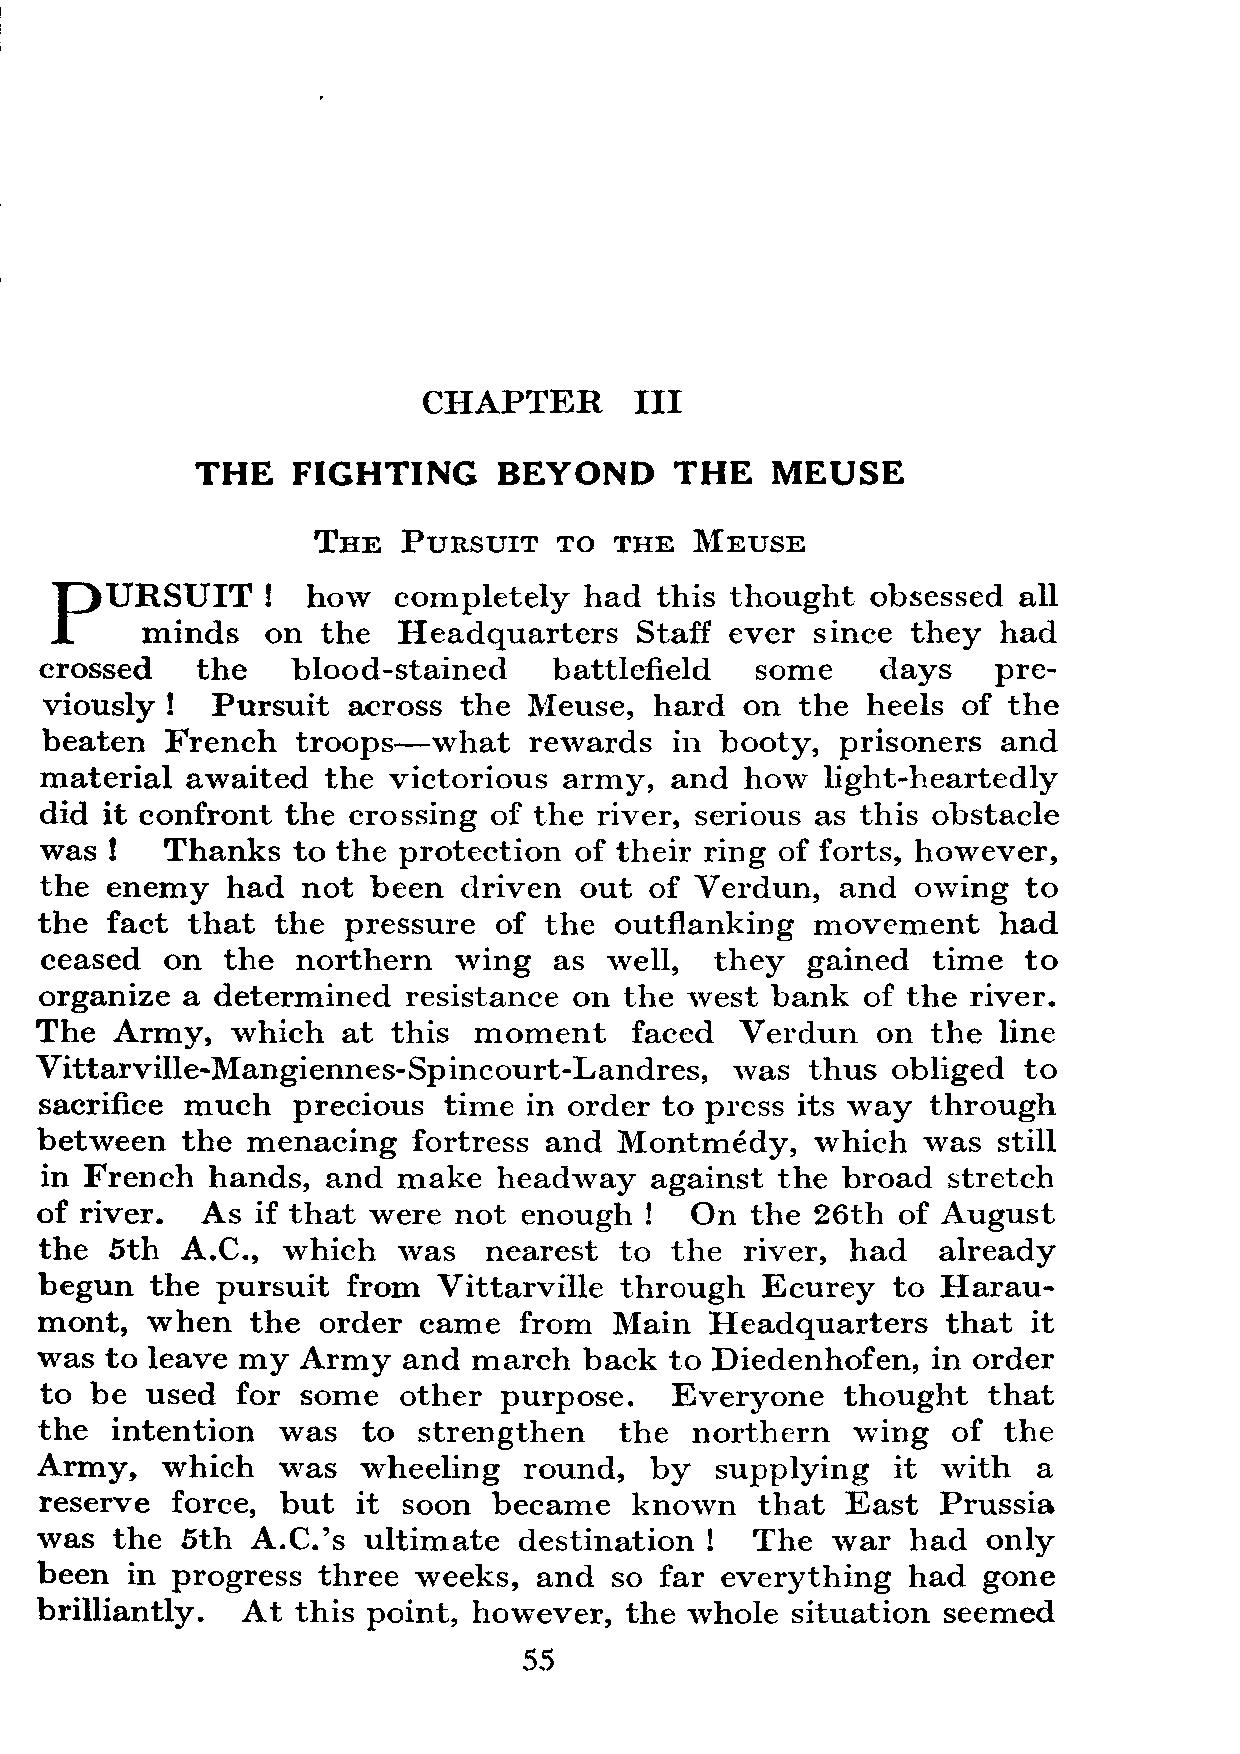 CHAPTER III
THE FIGHTING BEYOND THE MEUSE
THE PURSUIT TO THE MEUSE
PURSUIT ! how completely had this thought obsessed all
minds on the Headquarters Staff ever since they had
crossed the blood-stained battlefield some days pre-
viously ! Pursuit across the Meuse, hard on the heels of the
beaten French troops—what rewards in booty, prisoners and
material awaited the victorious army, and how light-heartedly
did it confront the crossing of the river, serious as this obstacle
was ! Thanks to the protection of their ring of forts, however,
the enemy had not been driven out of Verdun, and owing to
the fact that the pressure of the outflanking movement had
ceased on the northern wing as well, they gained time to
organize a determined resistance on the west bank of the river.
The Army, which at this moment faced Verdun on the line
Vittarville-Mangiennes-Spincourt-Landres, was thus obliged to
sacrifice much precious time in order to press its way through
between the menacing fortress and Montmédy, which was still
in French hands, and make headway against the broad stretch
of river. As if that were not enough ! On the 26th of August
the 5th A.C., which was nearest to the river, had already
begun the pursuit from Vittarville through Ecurey to Harau-
mont, when the order came from Main Headquarters that it
was to leave my Army and march back to Diedenhofen, in order
to be used for some other purpose. Everyone thought that
the intention was to strengthen the northern wing of the
Army, which was wheeling round, by supplying it with a
reserve force, but it soon became known that East Prussia
was the 5th A.C.'s ultimate destination ! The war had only
been in progress three weeks, and so far everything had gone
brilliantly. At this point, however, the whole situation seemed
55